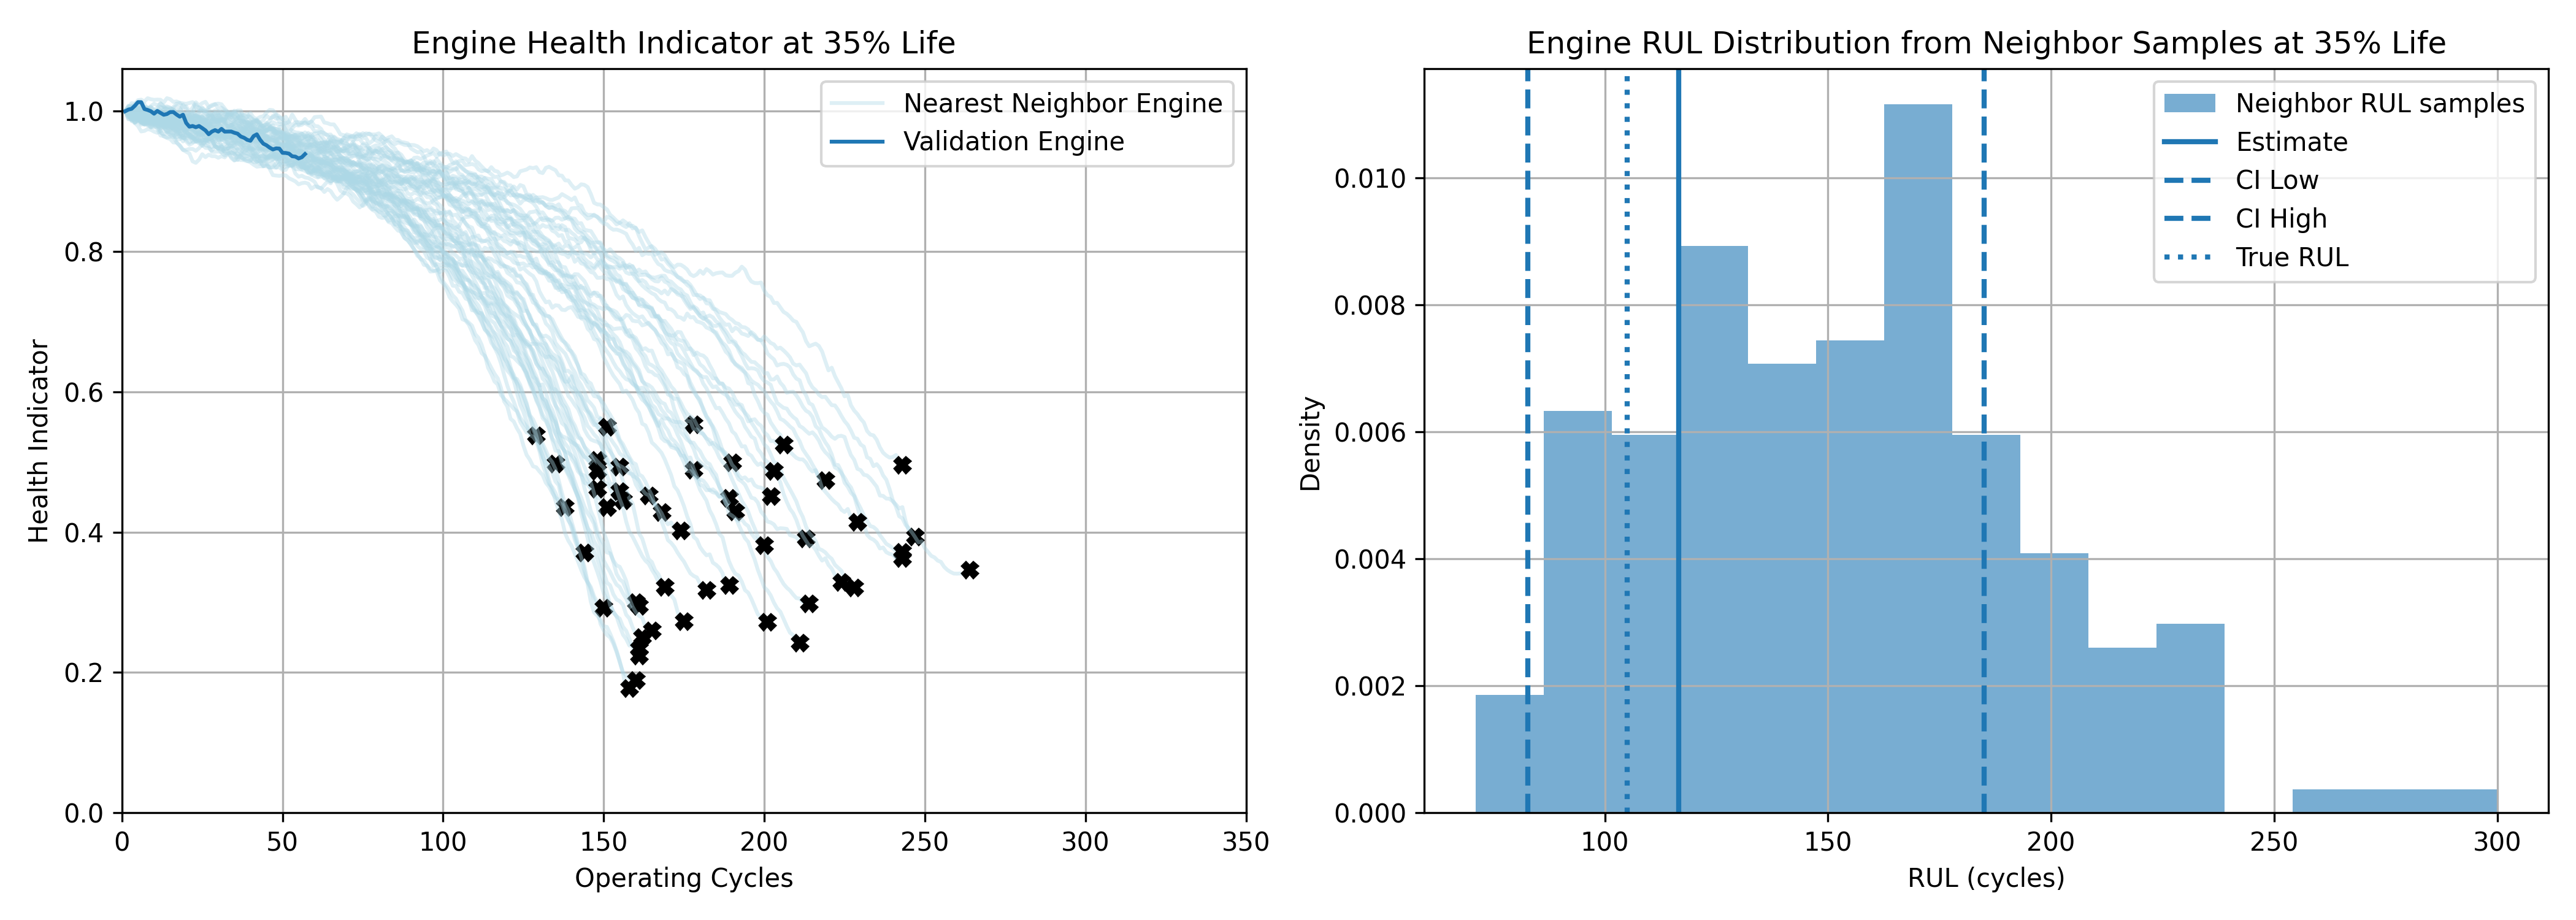 Engine Health Indicator at 35% Life
Nearest Neighbor Engine
Validation Engine
1.0
0.8
0.6
0.4
0.2
0.0
Health Indicator
0 50 100 150 200 250 300 350
Operating Cycles
Engine RUL Distribution from Neighbor Samples at 35% Life
Neighbor RUL samples
Estimate
CI Low
CI High
True RUL
0.010
0.008
0.006
0.004
0.002
0.000
Density
100 150 200 250 300
RUL (cycles)